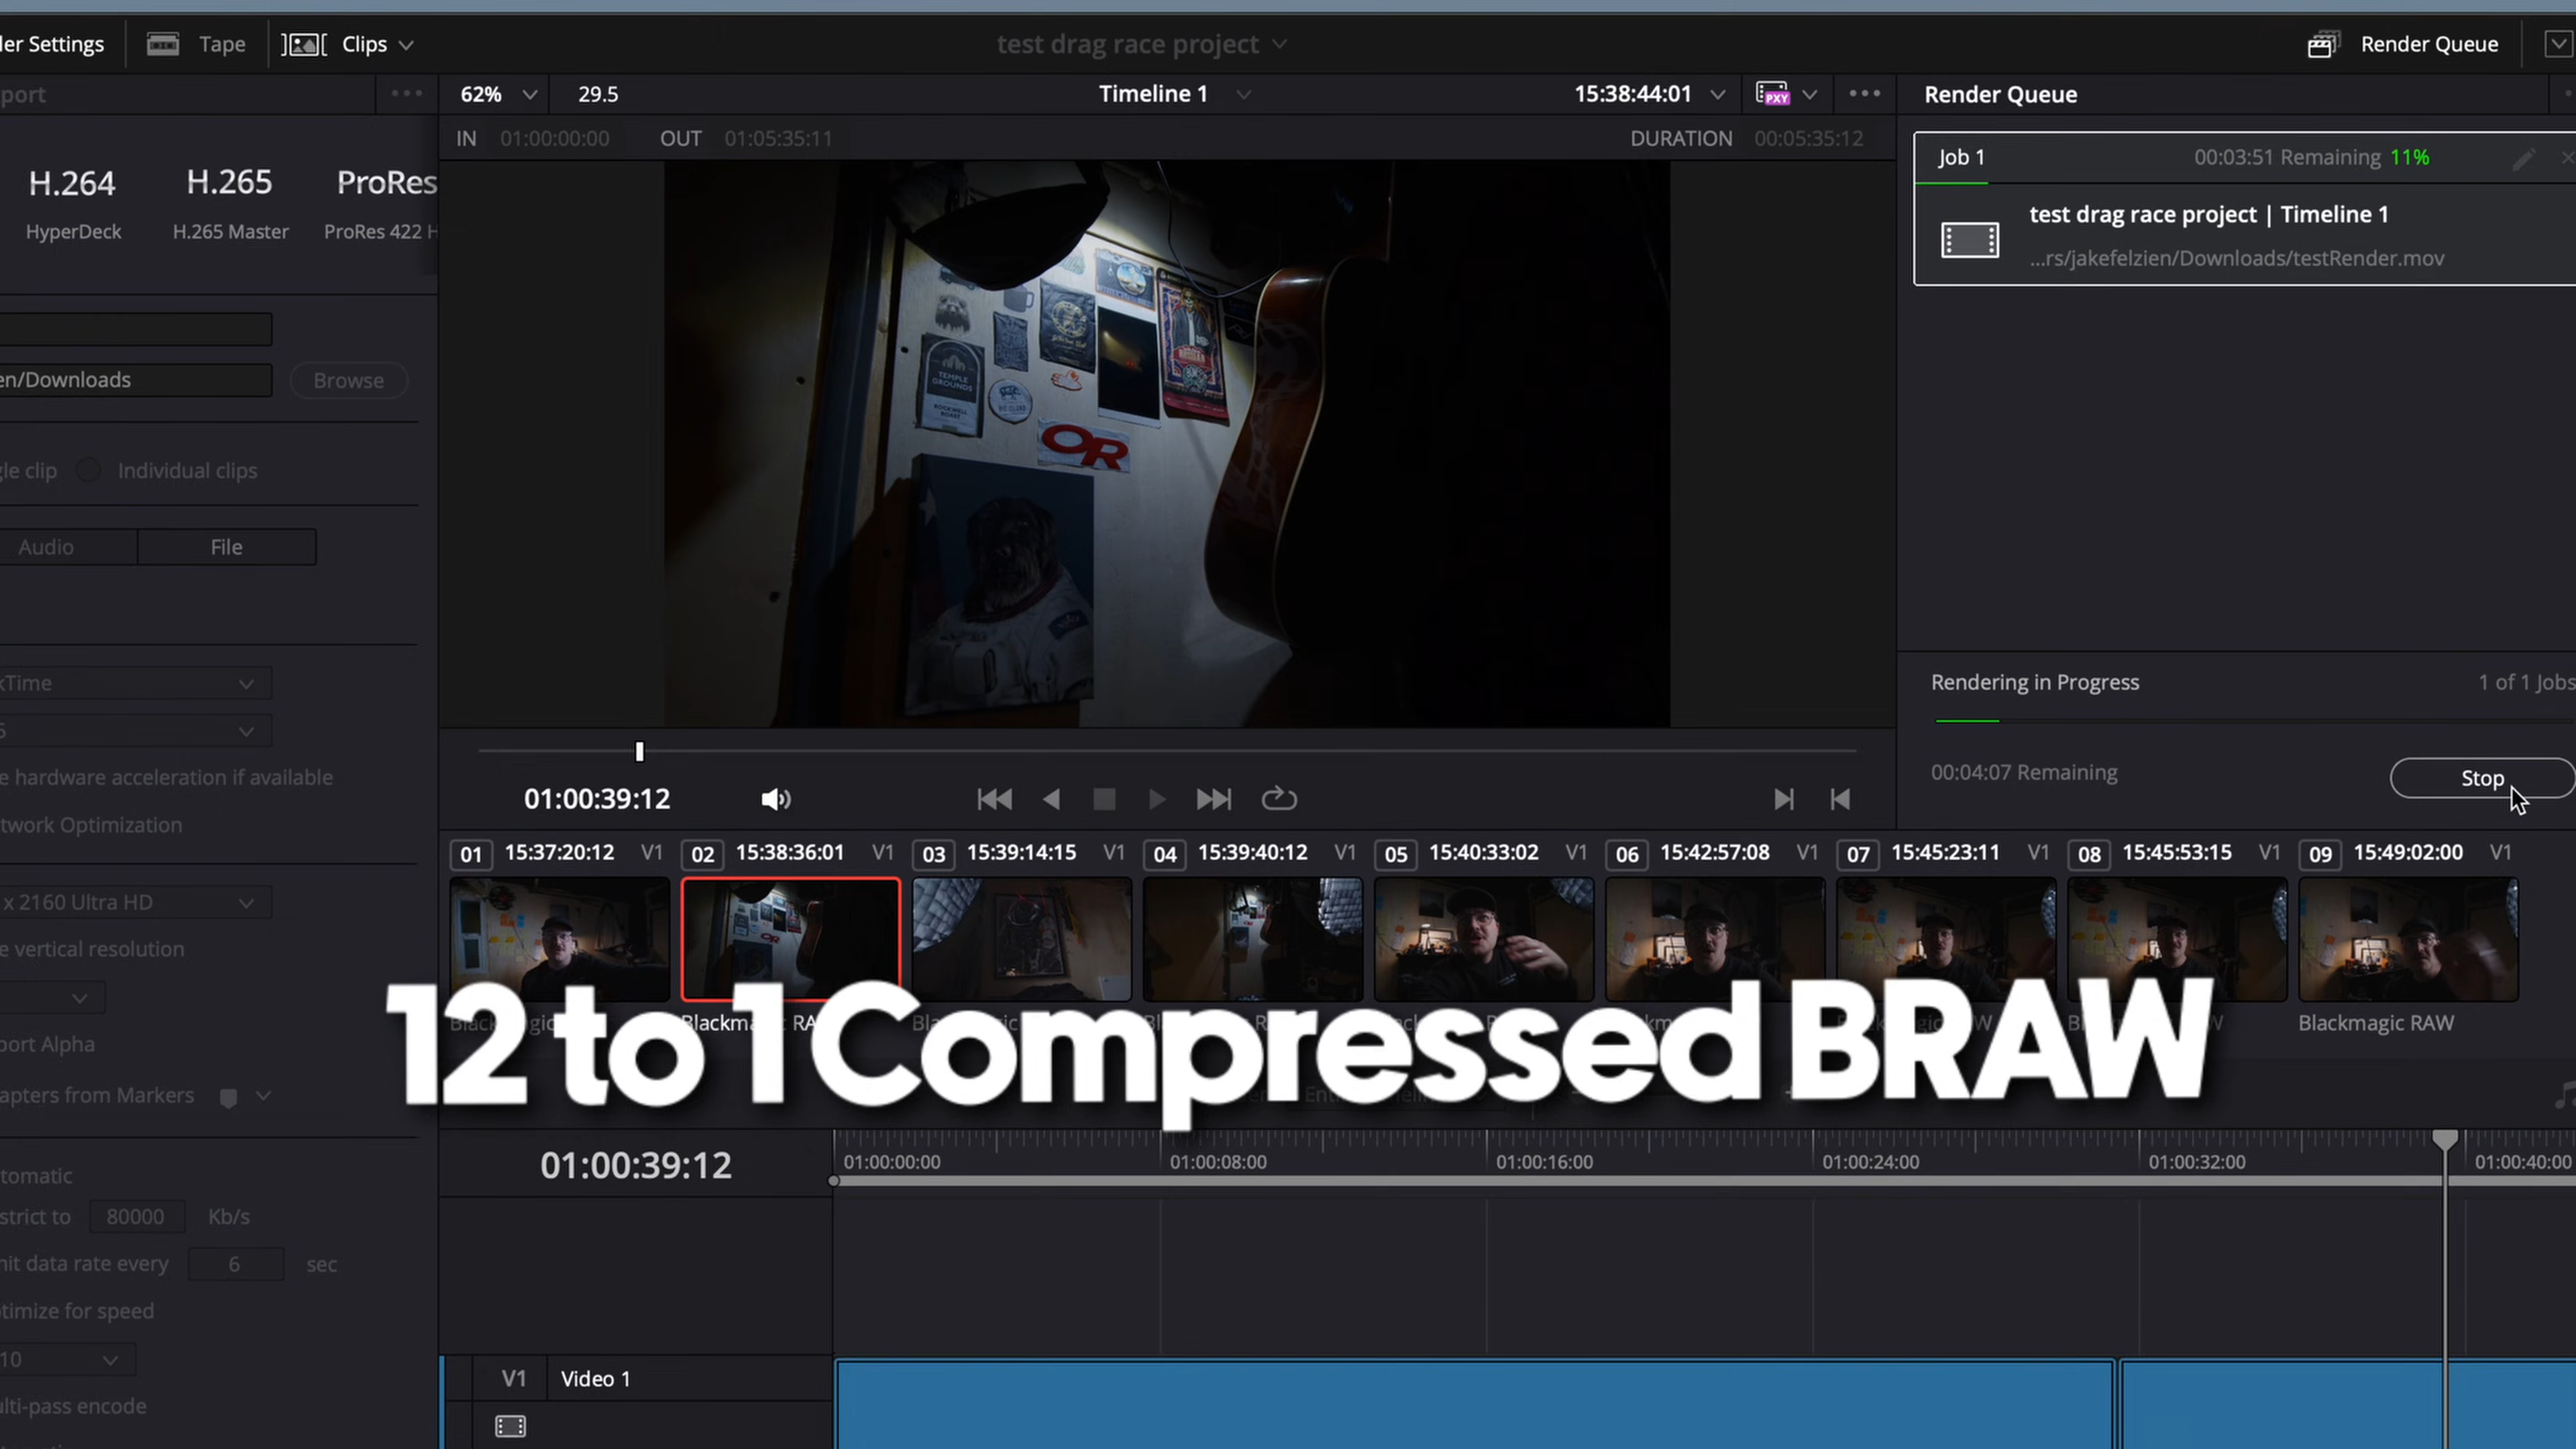 ler Settings
Tape
Clips
test drag race project
Render Queue
port
62%
29.5
Timeline 1
15:38:44:01
PXY
Render Queue
IN 01:00:00:00
OUT 01:05:35:11
DURATION 00:05:35:12
H.264
H.265
ProRes
HyperDeck
H.265 Master
ProRes 422 H
Job 1
00:03:51 Remaining 11%
test drag race project | Timeline 1
...rs/jakefelzien/Downloads/testRender.mov
en/Downloads
Browse
gle clip
Individual clips
Audio
File
TEMPLE
GROUNDS
ROCKWELL
ROAST
OR
kTime
e hardware acceleration if available
twork Optimization
Rendering in Progress
1 of 1 Jobs
00:04:07 Remaining
Stop
01:00:39:12
01 15:37:20:12 V1
02 15:38:36:01 V1
03 15:39:14:15 V1
04 15:39:40:12 V1
05 15:40:33:02 V1
06 15:42:57:08 V1
07 15:45:23:11 V1
08 15:45:53:15 V1
09 15:49:02:00 V1
x 2160 Ultra HD
e vertical resolution
Blackmagic RAW
12 to 1 Compressed BRAW
port Alpha
apters from Markers
01:00:39:12
01:00:00:00
01:00:08:00
01:00:16:00
01:00:24:00
01:00:32:00
01:00:40:00
tomatic
strict to 80000 Kb/s
nit data rate every 6 sec
timize for speed
10
ulti-pass encode
V1
Video 1